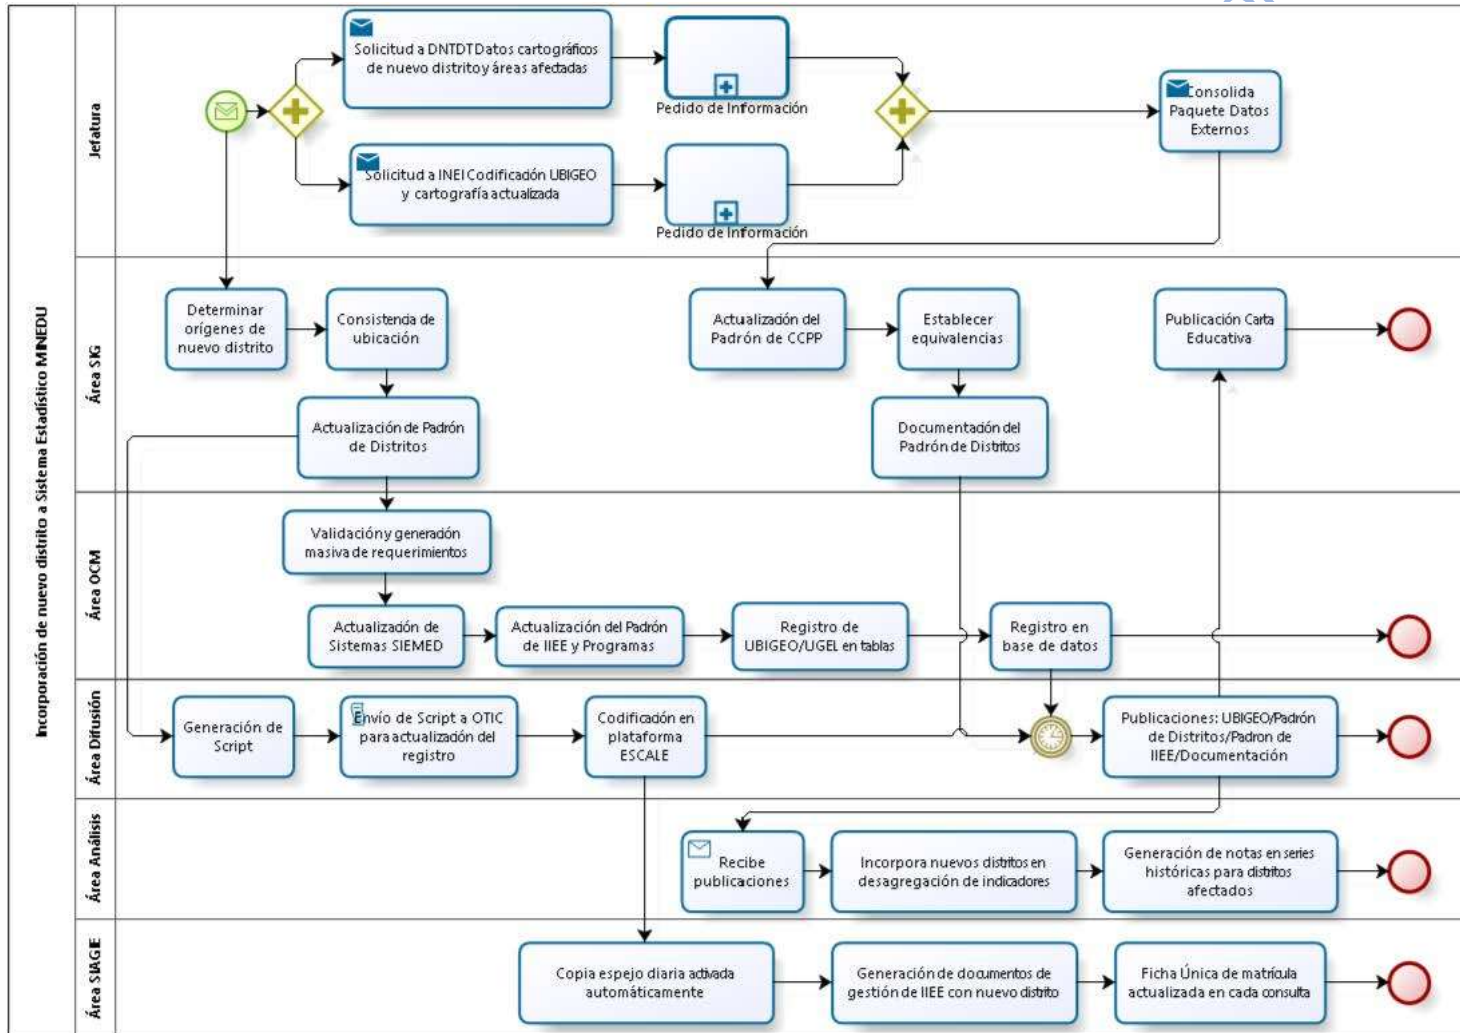 Incorporación de nuevo distrito a Sistema Estadístico MINEDU
Jefatura
Solicitud a DNTDT Datos cartográficos
de nuevo distrito y áreas afectadas
Pedido de Información
Solicitud a INEI Codificación UBIGEO
y cartografía actualizada
Pedido de Información
Consolida
Paquete Datos
Externos
Área SIG
Determinar
orígenes de
nuevo distrito
Consistencia de
ubicación
Actualización de Padrón
de Distritos
Actualización del
Padrón de CCPP
Establecer
equivalencias
Documentación del
Padrón de Distritos
Publicación Carta
Educativa
Área OCM
Validación y generación
masiva de requerimientos
Actualización de
Sistemas SIEMED
Actualización del Padrón
de IIEE y Programas
Registro de
UBIGEO/UGEL en tablas
Registro en
base de datos
Área Difusión
Generación de
Script
Envío de Script a OTIC
para actualización del
registro
Codificación en
plataforma
ESCALE
Publicaciones: UBIGEO/Padrón
de Distritos/Padron de
IIEE/Documentación
Área Análisis
Recibe
publicaciones
Incorpora nuevos distritos en
desagregación de indicadores
Generación de notas en series
históricas para distritos
afectados
Área SIAGIE
Copia espejo diaria activada
automáticamente
Generación de documentos de
gestión de IIEE con nuevo distrito
Ficha Única de matrícula
actualizada en cada consulta